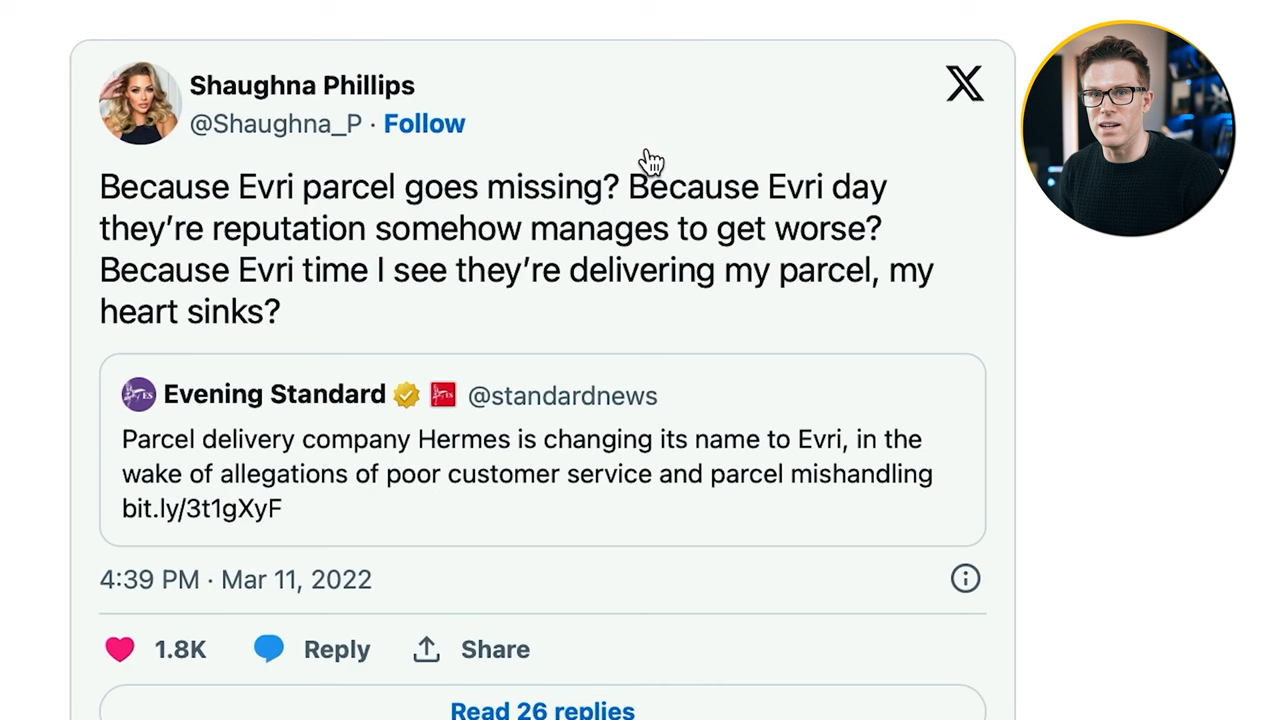 Shaughna Phillips
@Shaughna_P · Follow
Because Evri parcel goes missing? Because Evri day
they’re reputation somehow manages to get worse?
Because Evri time I see they’re delivering my parcel, my
heart sinks?
Evening Standard @standardnews
Parcel delivery company Hermes is changing its name to Evri, in the
wake of allegations of poor customer service and parcel mishandling
bit.ly/3t1gXyF
4:39 PM · Mar 11, 2022
1.8K Reply Share
Read 26 replies